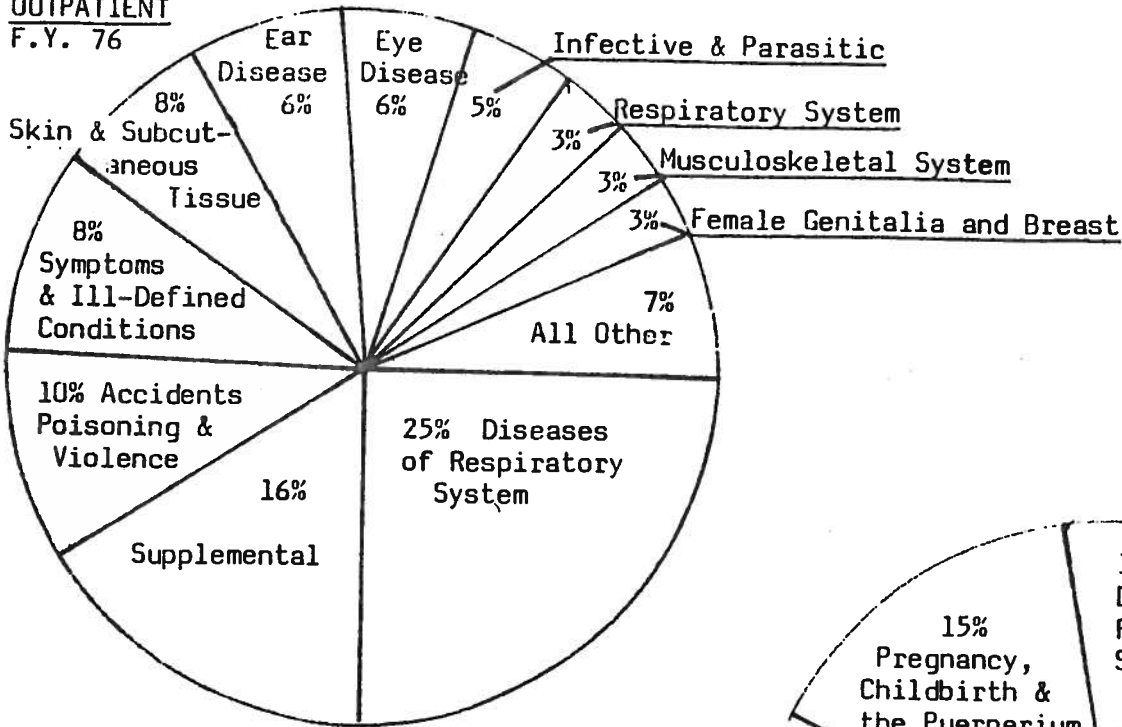 OUTPATIENT
F.Y. 76
Ear
Disease
6%
Eye
Disease
6%
5%
Infective & Parasitic
3%
Respiratory System
3%
Musculoskeletal System
3%
Female Genitalia and Breast
7%
All Other
25% Diseases
of Respiratory
System
16%
Supplemental
10% Accidents
Poisoning &
Violence
8%
Symptoms
& Ill-Defined
Conditions
8%
Skin & Subcut-
aneous
Tissue
15%
Pregnancy,
Childbirth &
the Puerperium